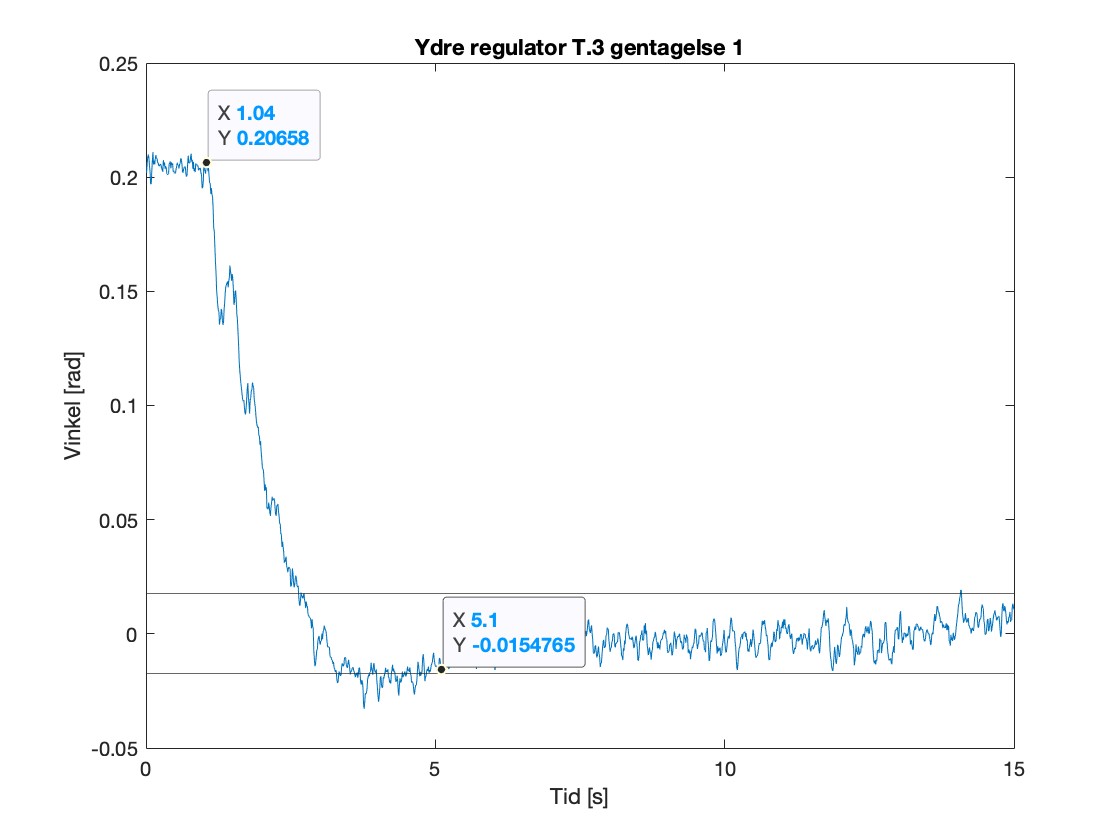 Ydre regulator T.3 gentagelse 1
0.25
0.2
0.15
0.1
0.05
0
-0.05
Vinkel [rad]
X 1.04
Y 0.20658
X 5.1
Y -0.0154765
0
5
10
15
Tid [s]